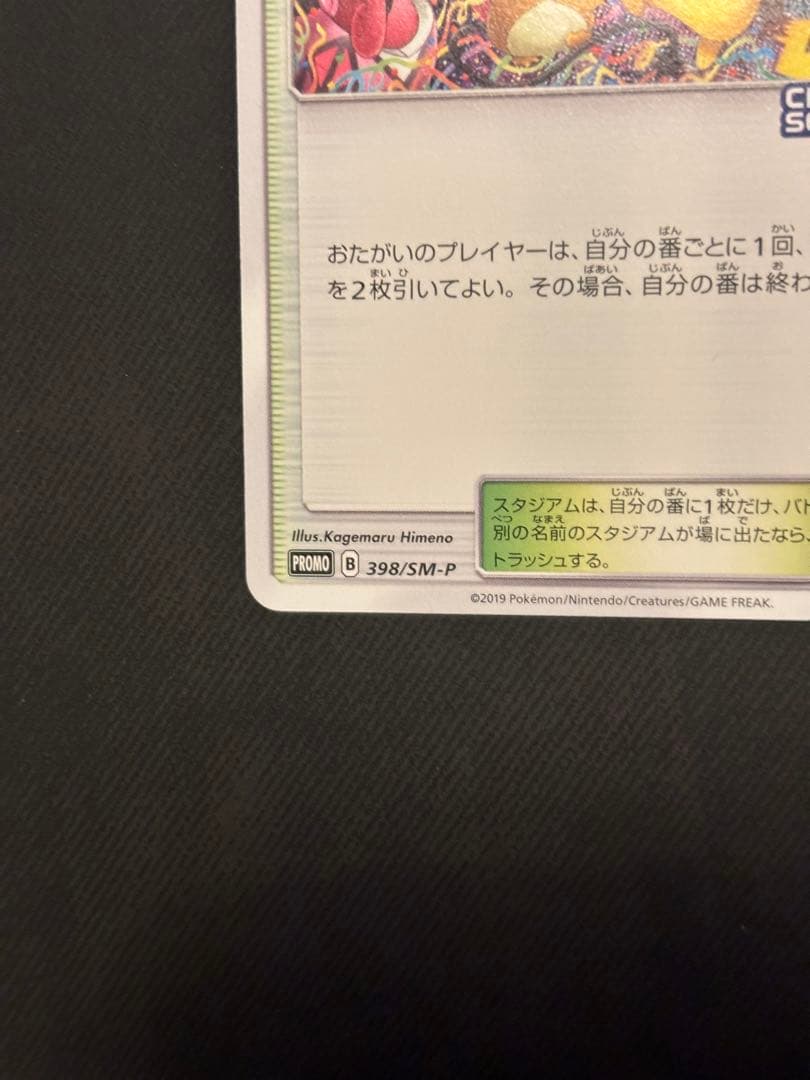 おたがいのプレイヤーは、自分の番ごとに1回、
を2枚引いてよい。その場合、自分の番は終わ
スタジアムは、自分の番に1枚だけ、バト
別の名前のスタジアムが場に出たなら、
トラッシュする。
Illus.Kagemaru Himeno
PROMO B 398/SM-P
©2019 Pokémon/Nintendo/Creatures/GAME FREAK.